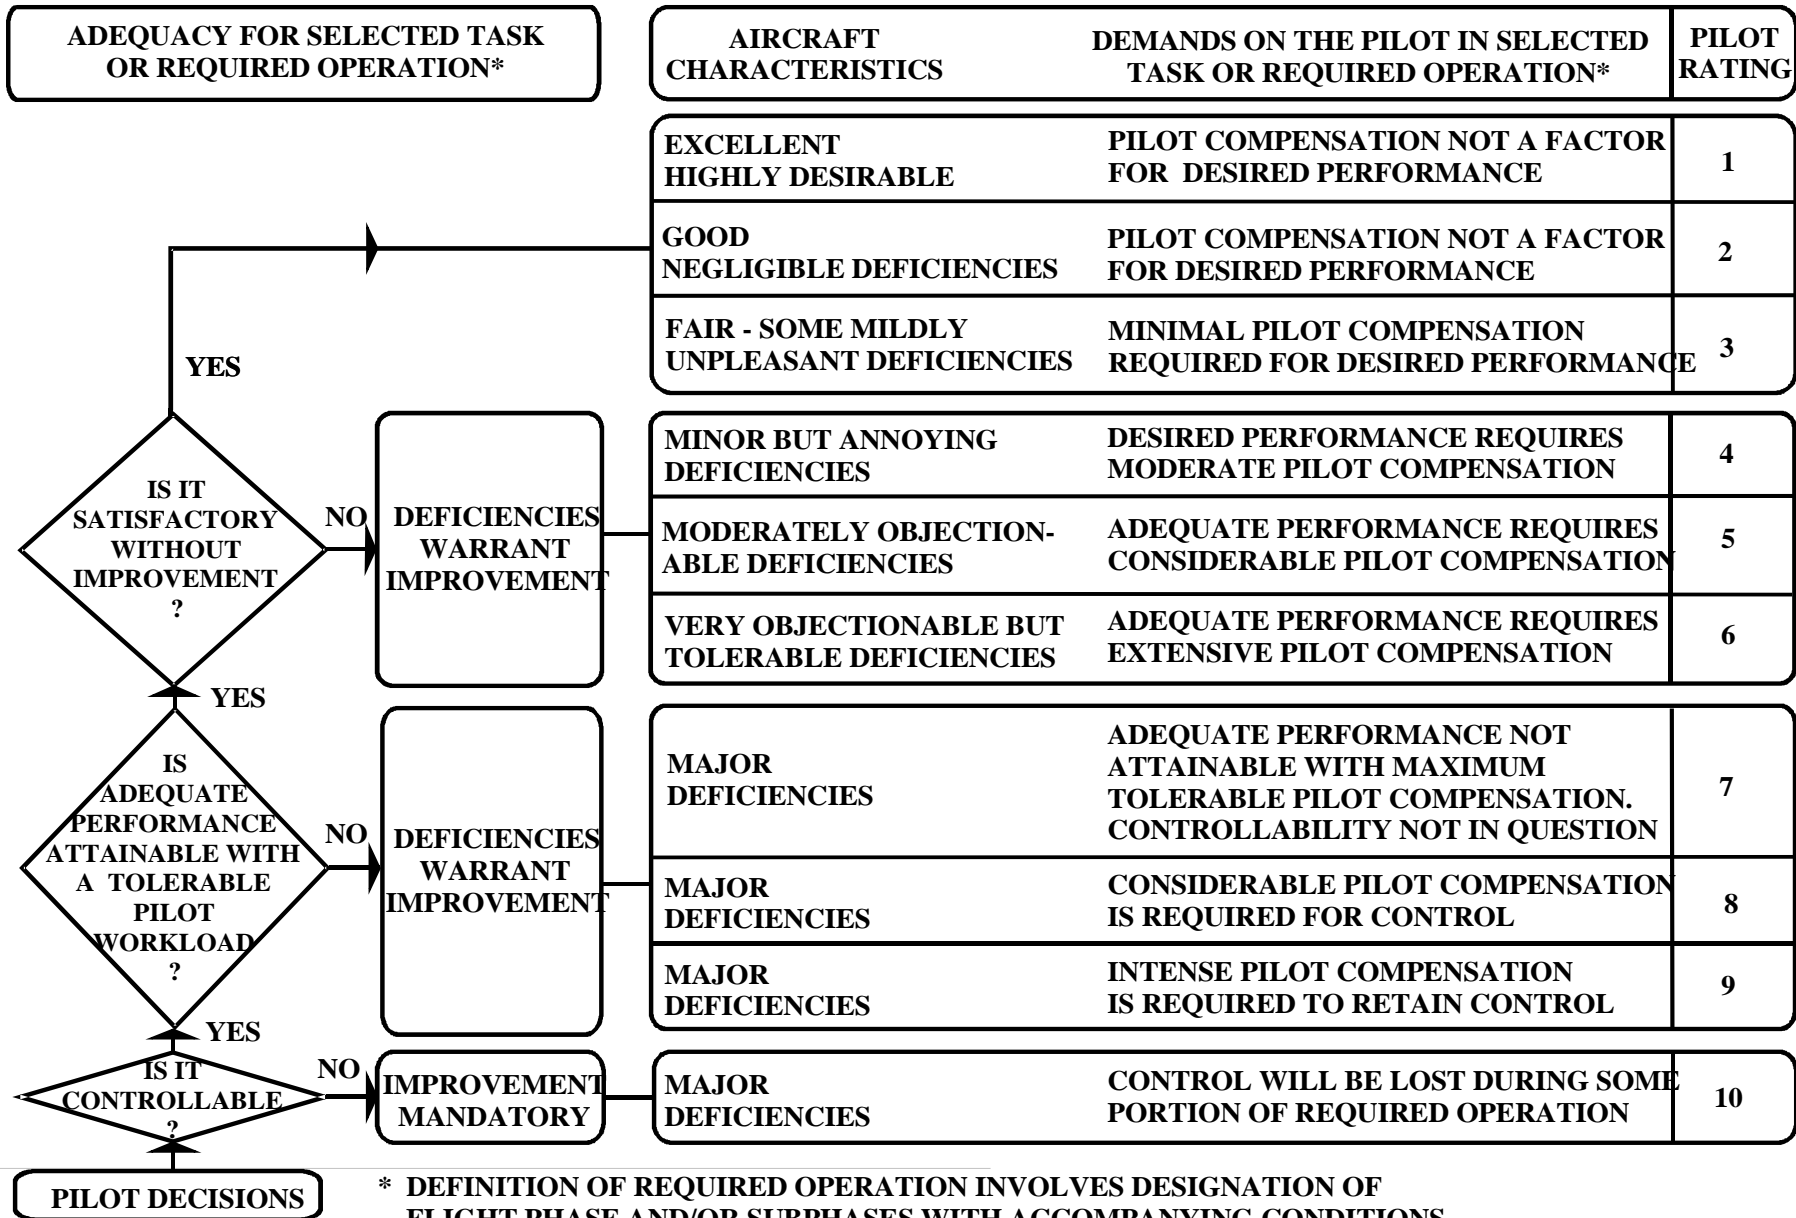 ADEQUACY FOR SELECTED TASK
OR REQUIRED OPERATION*
AIRCRAFT
CHARACTERISTICS
DEMANDS ON THE PILOT IN SELECTED
TASK OR REQUIRED OPERATION*
PILOT
RATING
EXCELLENT
HIGHLY DESIRABLE
PILOT COMPENSATION NOT A FACTOR
FOR DESIRED PERFORMANCE
1
GOOD
NEGLIGIBLE DEFICIENCIES
PILOT COMPENSATION NOT A FACTOR
FOR DESIRED PERFORMANCE
2
FAIR - SOME MILDLY
UNPLEASANT DEFICIENCIES
MINIMAL PILOT COMPENSATION
REQUIRED FOR DESIRED PERFORMANCE
3
YES
IS IT
SATISFACTORY
WITHOUT
IMPROVEMENT
?
NO
DEFICIENCIES
WARRANT
IMPROVEMENT
MINOR BUT ANNOYING
DEFICIENCIES
DESIRED PERFORMANCE REQUIRES
MODERATE PILOT COMPENSATION
4
MODERATELY OBJECTION-
ABLE DEFICIENCIES
ADEQUATE PERFORMANCE REQUIRES
CONSIDERABLE PILOT COMPENSATION
5
VERY OBJECTIONABLE BUT
TOLERABLE DEFICIENCIES
ADEQUATE PERFORMANCE REQUIRES
EXTENSIVE PILOT COMPENSATION
6
YES
IS
ADEQUATE
PERFORMANCE
ATTAINABLE WITH
A TOLERABLE
PILOT
WORKLOAD
?
NO
DEFICIENCIES
WARRANT
IMPROVEMENT
MAJOR
DEFICIENCIES
ADEQUATE PERFORMANCE NOT
ATTAINABLE WITH MAXIMUM
TOLERABLE PILOT COMPENSATION.
CONTROLLABILITY NOT IN QUESTION
7
MAJOR
DEFICIENCIES
CONSIDERABLE PILOT COMPENSATION
IS REQUIRED FOR CONTROL
8
MAJOR
DEFICIENCIES
INTENSE PILOT COMPENSATION
IS REQUIRED TO RETAIN CONTROL
9
YES
IS IT
CONTROLLABLE
?
NO
IMPROVEMENT
MANDATORY
MAJOR
DEFICIENCIES
CONTROL WILL BE LOST DURING SOME
PORTION OF REQUIRED OPERATION
10
PILOT DECISIONS
* DEFINITION OF REQUIRED OPERATION INVOLVES DESIGNATION OF
FLIGHT PHASE AND/OR SUBPHASES WITH ACCOMPANYING CONDITIONS